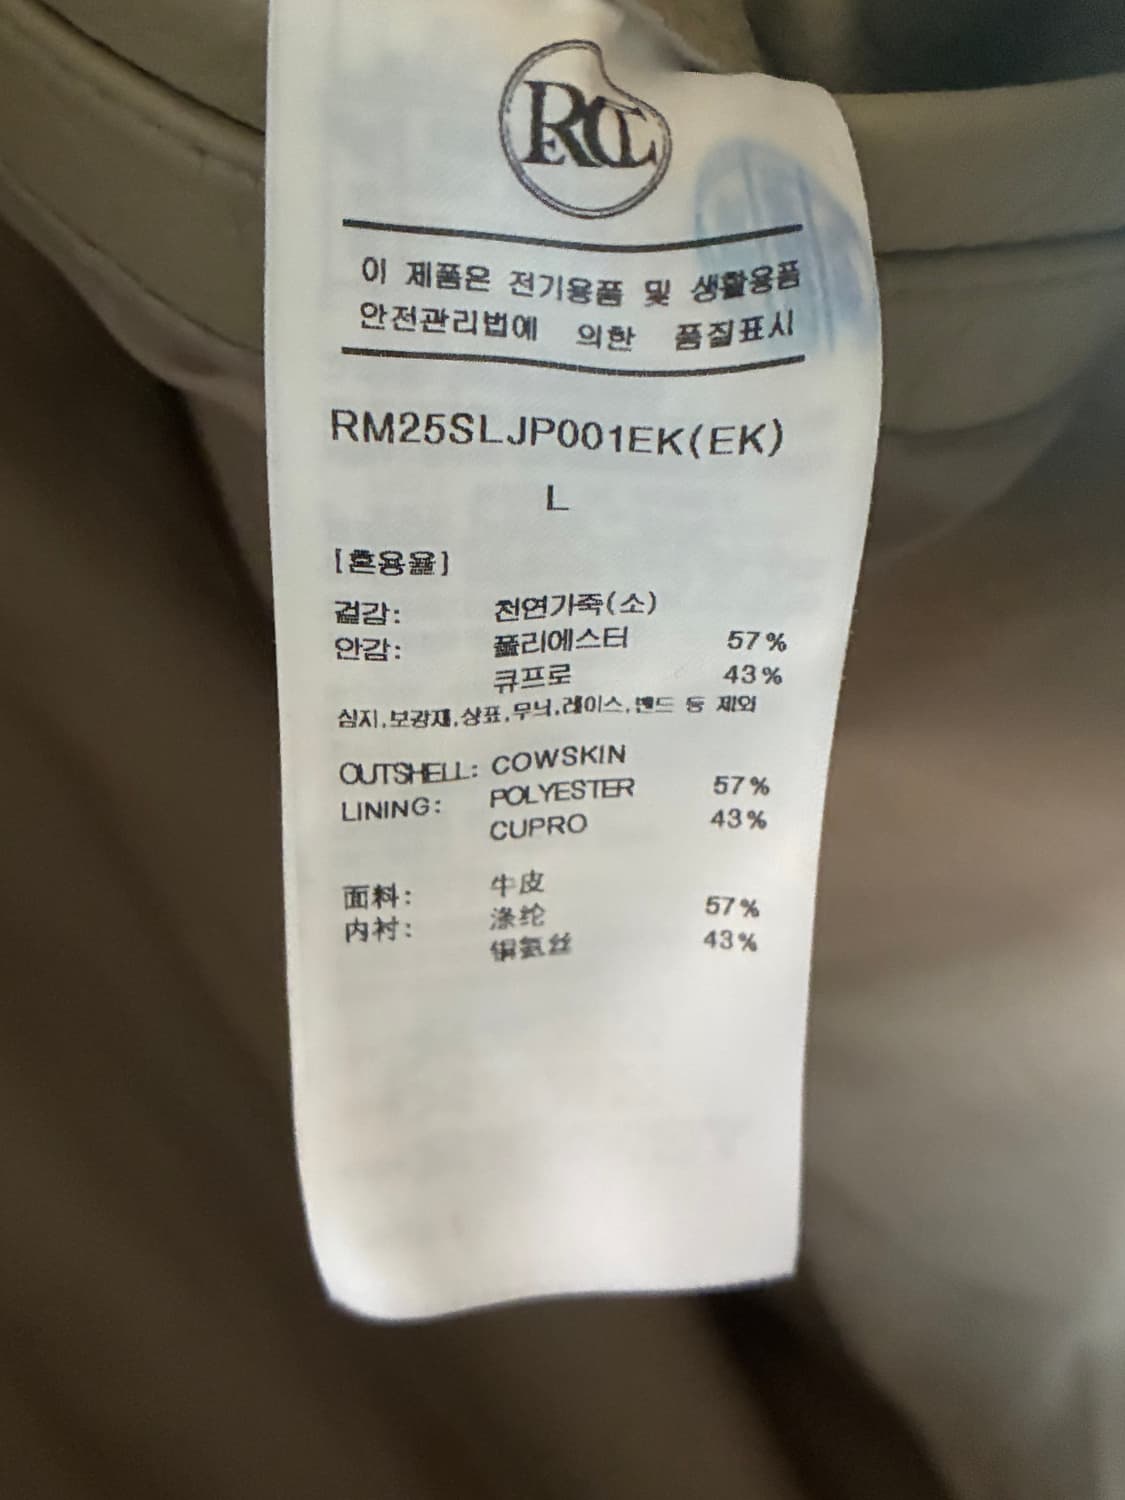 RECL
이 제품은 전기용품 및 생활용품
안전관리법에 의한 품질표시
RM25SLJP001EK(EK)
L
[혼용율]
겉감: 천연가죽(소)
안감: 폴리에스터 57%
큐프로 43%
심지,보강재,상표,무늬,레이스,밴드 등 제외
OUTSHELL: COWSKIN
LINING: POLYESTER 57%
CUPRO 43%
面料: 牛皮
内衬: 涤纶 57%
铜氨丝 43%